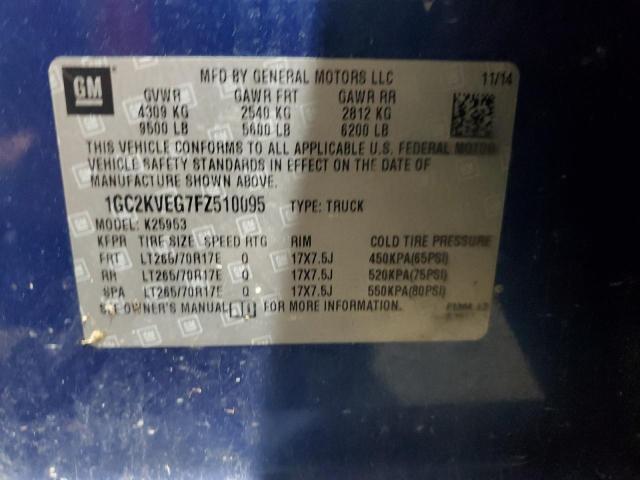 GM
MFD BY GENERAL MOTORS LLC 11/14
GVWR GAWR FRT GAWR RR
4309 KG 2540 KG 2812 KG
9500 LB 5600 LB 6200 LB
THIS VEHICLE CONFORMS TO ALL APPLICABLE U.S. FEDERAL MOTOR
VEHICLE SAFETY STANDARDS IN EFFECT ON THE DATE OF
MANUFACTURE SHOWN ABOVE.
1GC2KVEG7FZ510095 TYPE: TRUCK
MODEL: K25953
TIRE SIZE SPEED RTG RIM COLD TIRE PRESSURE
FRT LT265/70R17E Q 17X7.5J 450KPA(65PSI)
RR LT265/70R17E Q 17X7.5J 520KPA(75PSI)
SPA LT265/70R17E Q 17X7.5J 550KPA(80PSI)
SEE OWNER'S MANUAL FOR MORE INFORMATION.